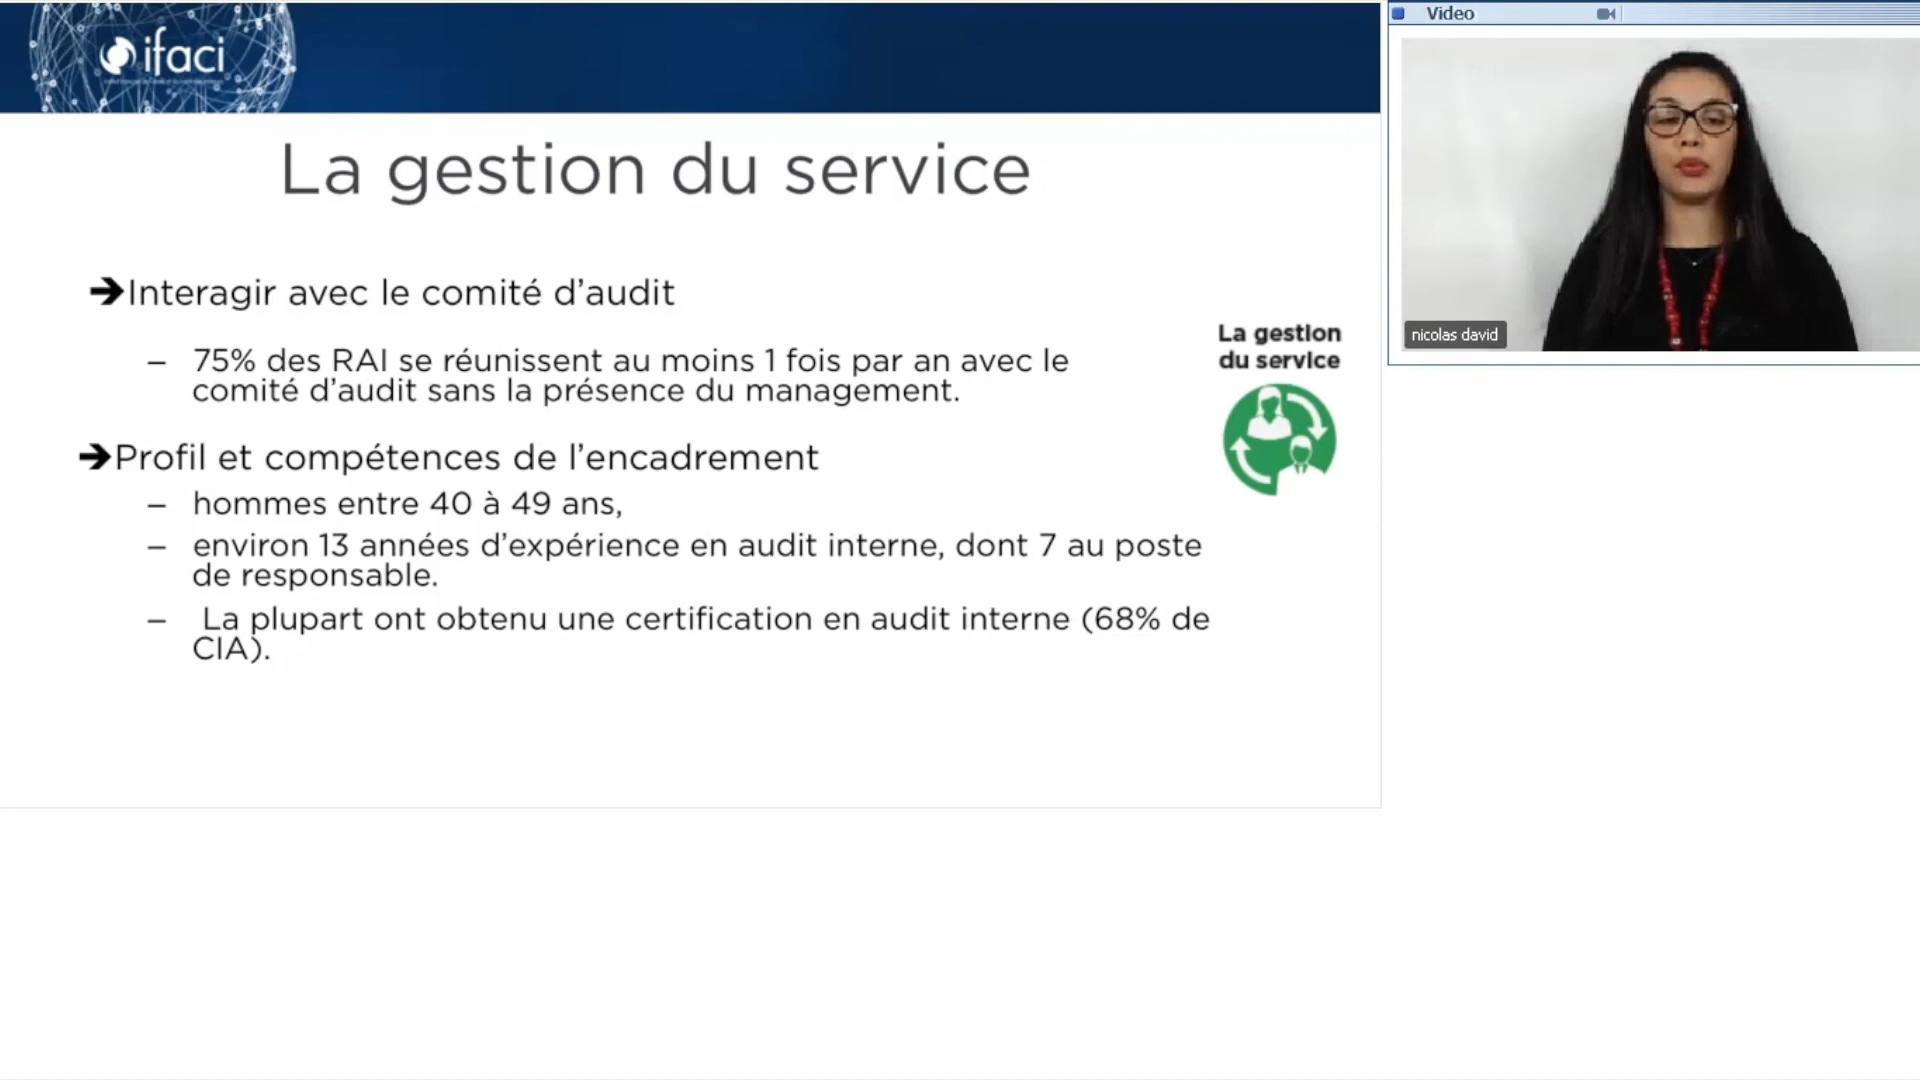 ifaci
La gestion du service
➔Interagir avec le comité d’audit
– 75% des RAI se réunissent au moins 1 fois par an avec le
comité d’audit sans la présence du management.
➔Profil et compétences de l’encadrement
– hommes entre 40 à 49 ans,
– environ 13 années d’expérience en audit interne, dont 7 au poste
de responsable.
– La plupart ont obtenu une certification en audit interne (68% de
CIA).
La gestion
du service
Video
nicolas david